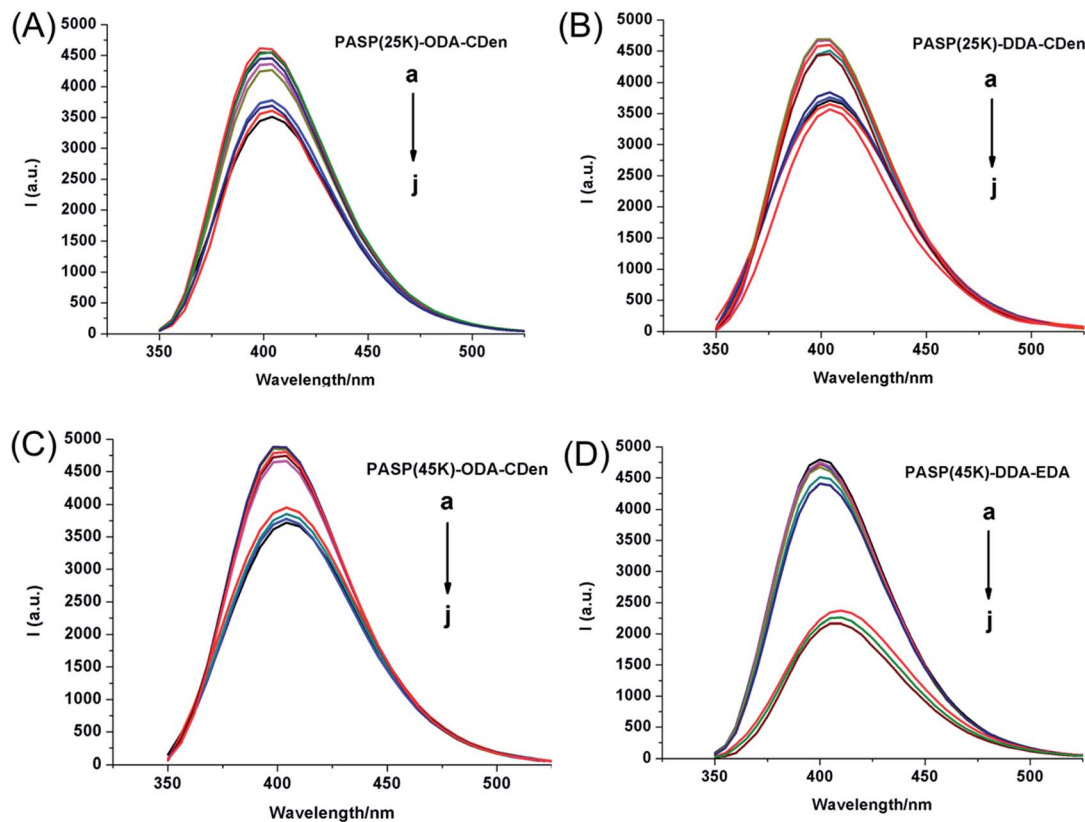 (A)
PASP(25K)-ODA-CDen
a
j
I (a.u.)
5000
4500
4000
3500
3000
2500
2000
1500
1000
500
0
350 400 450 500
Wavelength/nm
(B)
PASP(25K)-DDA-CDen
a
j
I (a.u.)
5000
4500
4000
3500
3000
2500
2000
1500
1000
500
0
350 400 450 500
Wavelength/nm
(C)
PASP(45K)-ODA-CDen
a
j
I (a.u.)
5000
4500
4000
3500
3000
2500
2000
1500
1000
500
0
350 400 450 500
Wavelength/nm
(D)
PASP(45K)-DDA-EDA
a
j
I (a.u.)
5000
4500
4000
3500
3000
2500
2000
1500
1000
500
0
350 400 450 500
Wavelength/nm